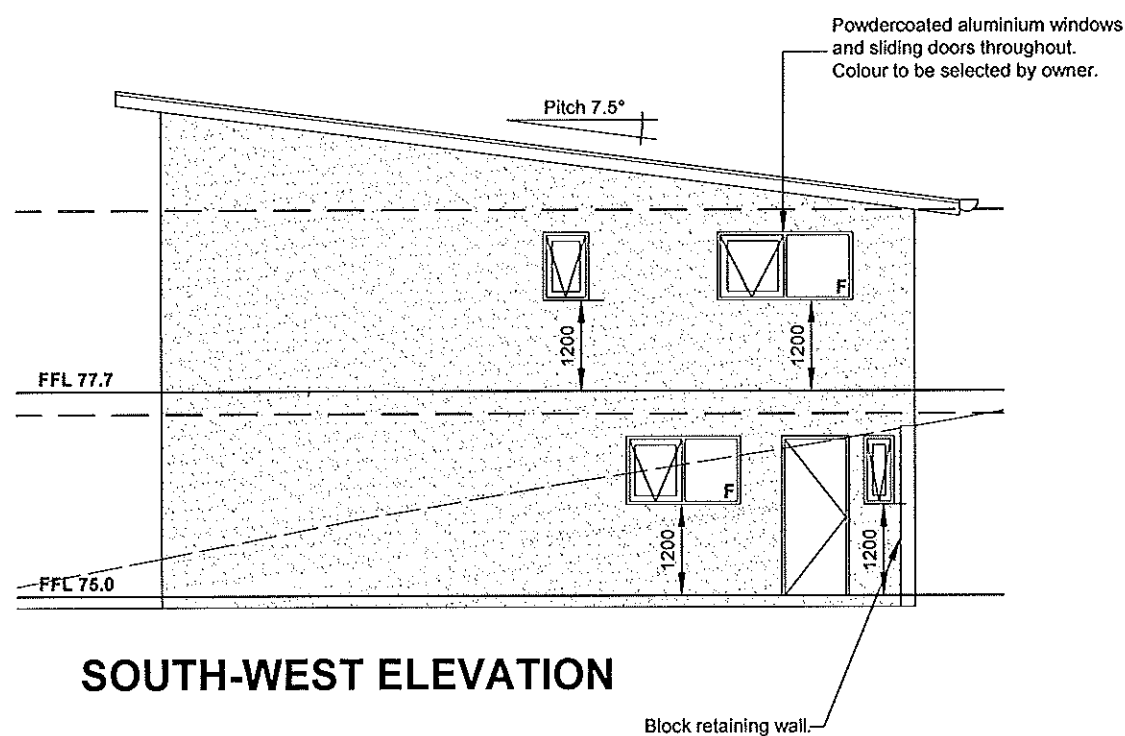 Powdercoated aluminium windows
and sliding doors throughout.
Colour to be selected by owner.
Pitch 7.5°
F
1200
1200
FFL 77.7
F
1200
1200
FFL 75.0
SOUTH-WEST ELEVATION
Block retaining wall.